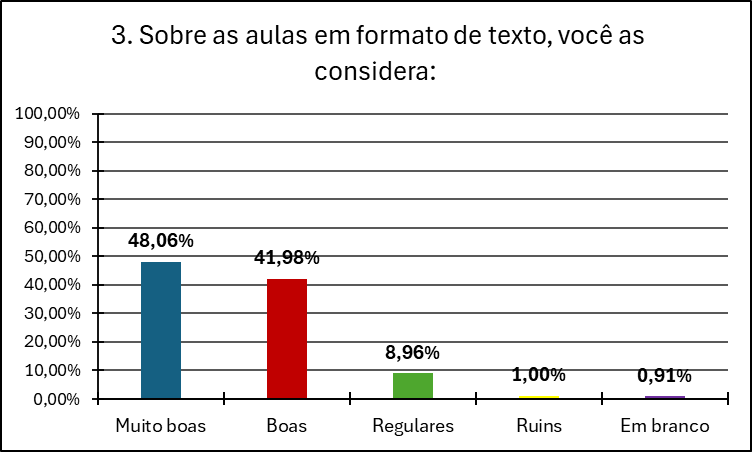 3. Sobre as aulas em formato de texto, você as
considera:
100,00%
90,00%
80,00%
70,00%
60,00%
50,00%
40,00%
30,00%
20,00%
10,00%
0,00%
48,06%
41,98%
8,96%
1,00%
0,91%
Muito boas
Boas
Regulares
Ruins
Em branco